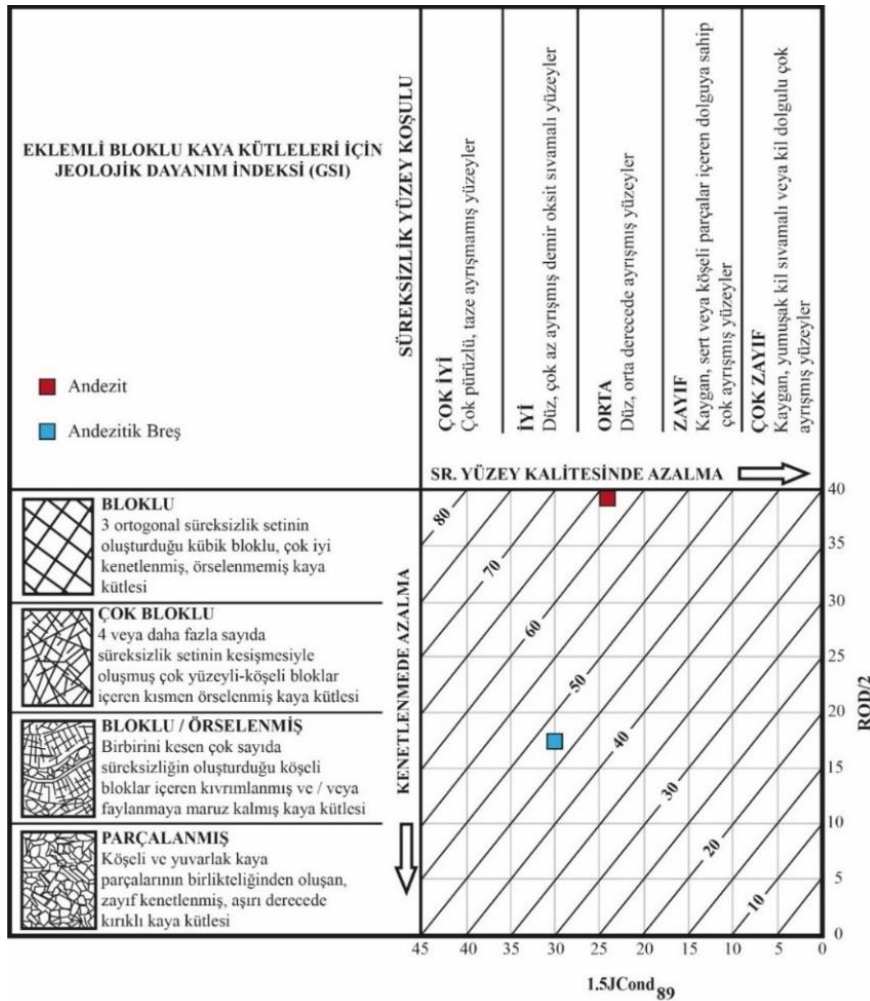 EKLEMLİ BLOKLU KAYA KÜTLELERİ İÇİN
JEOLOJİK DAYANIM İNDEKSİ (GSI)
Andezit
Andezitik Breş
SÜREKSİZLİK YÜZEY KOŞULU
ÇOK İYİ
Çok pürüzlü, taze ayrışmamış yüzeyler
İYİ
Düz, çok az ayrışmış demir oksit sıvamalı yüzeyler
ORTA
Düz, orta derecede ayrışmış yüzeyler
ZAYIF
Kaygan, sert veya köşeli parçalar içeren dolguya sahip
çok ayrışmış yüzeyler
ÇOK ZAYIF
Kaygan, yumuşak kil sıvamalı veya kil dolgulu çok
ayrışmış yüzeyler
SR. YÜZEY KALİTESİNDE AZALMA
BLOKLU
3 ortogonal süreksizlik setinin
oluşturduğu kübik bloklu, çok iyi
kenetlenmiş, örselenmemiş kaya
kütlesi
ÇOK BLOKLU
4 veya daha fazla sayıda
süreksizlik setinin kesişmesiyle
oluşmuş çok yüzeyli-köşeli bloklar
içeren kısmen örselenmiş kaya kütlesi
BLOKLU / ÖRSELENMİŞ
Birbirini kesen çok sayıda
süreksizliğin oluşturduğu köşeli
bloklar içeren kıvrımlanmış ve / veya
faylanmaya maruz kalmış kaya kütlesi
PARÇALANMIŞ
Köşeli ve yuvarlak kaya
parçalarının birlikteliğinden oluşan,
zayıf kenetlenmiş, aşırı derecede
kırıklı kaya kütlesi
KENETLENMEDE AZALMA
80
70
60
50
40
30
20
10
40
35
30
25
20
15
10
5
0
RQD/2
45 40 35 30 25 20 15 10 5 0
1.5JCond89